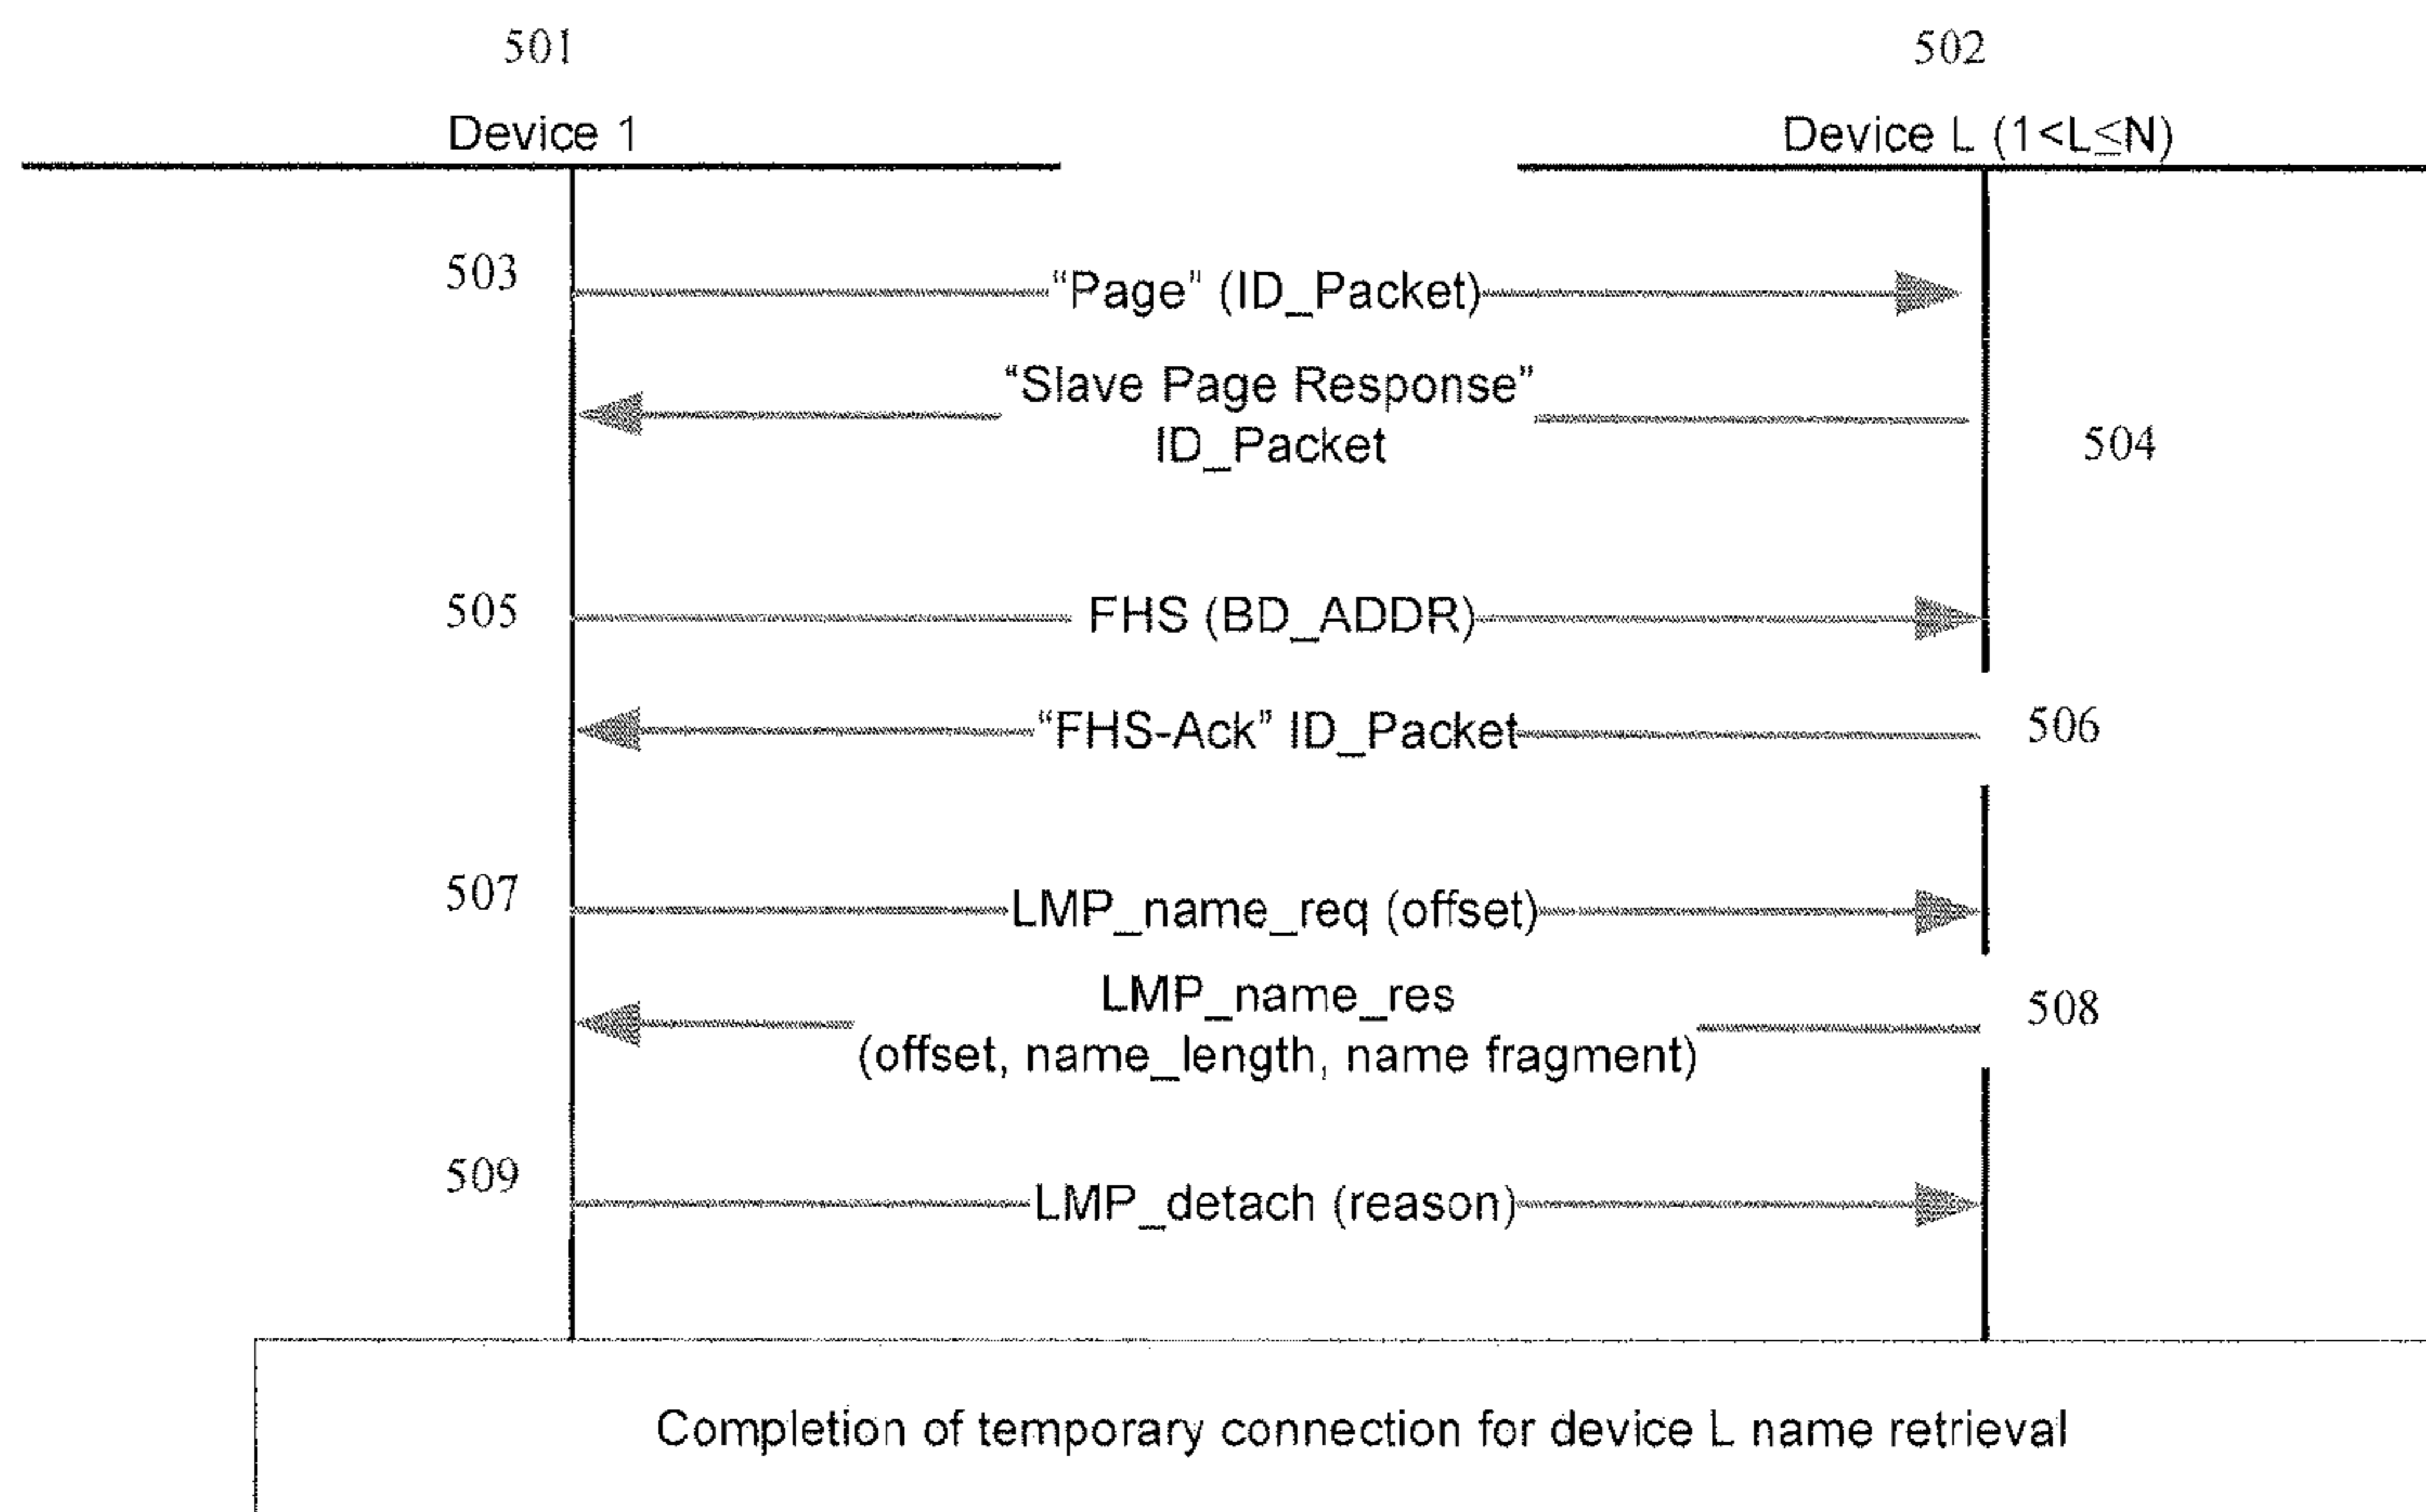 501
502
Device 1
Device L (1<L≤N)
503
"Page" (ID_Packet)
"Slave Page Response"
ID_Packet
504
505
FHS (BD_ADDR)
"FHS-Ack" ID_Packet
506
507
LMP_name_req (offset)
LMP_name_res
(offset, name_length, name fragment)
508
509
LMP_detach (reason)
Completion of temporary connection for device L name retrieval